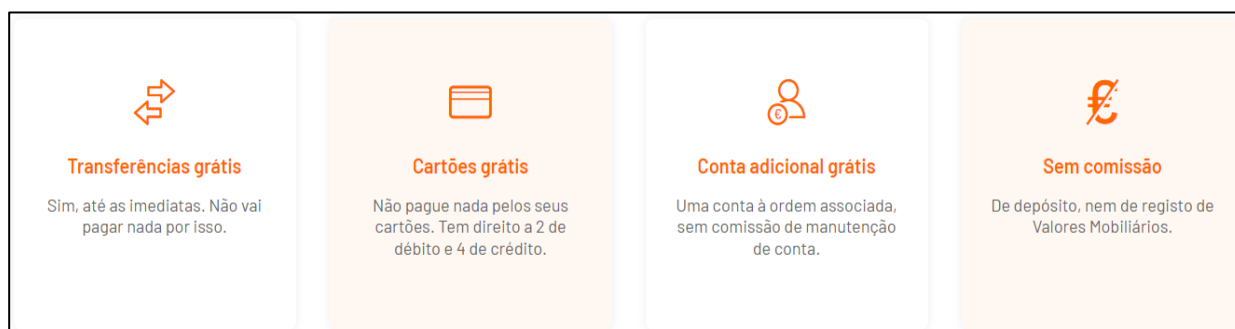 Transferências grátis
Sim, até as imediatas. Não vai
pagar nada por isso.
Cartões grátis
Não pague nada pelos seus
cartões. Tem direito a 2 de
débito e 4 de crédito.
€
Conta adicional grátis
Uma conta à ordem associada,
sem comissão de manutenção
de conta.
€
Sem comissão
De depósito, nem de registo de
Valores Mobiliários.